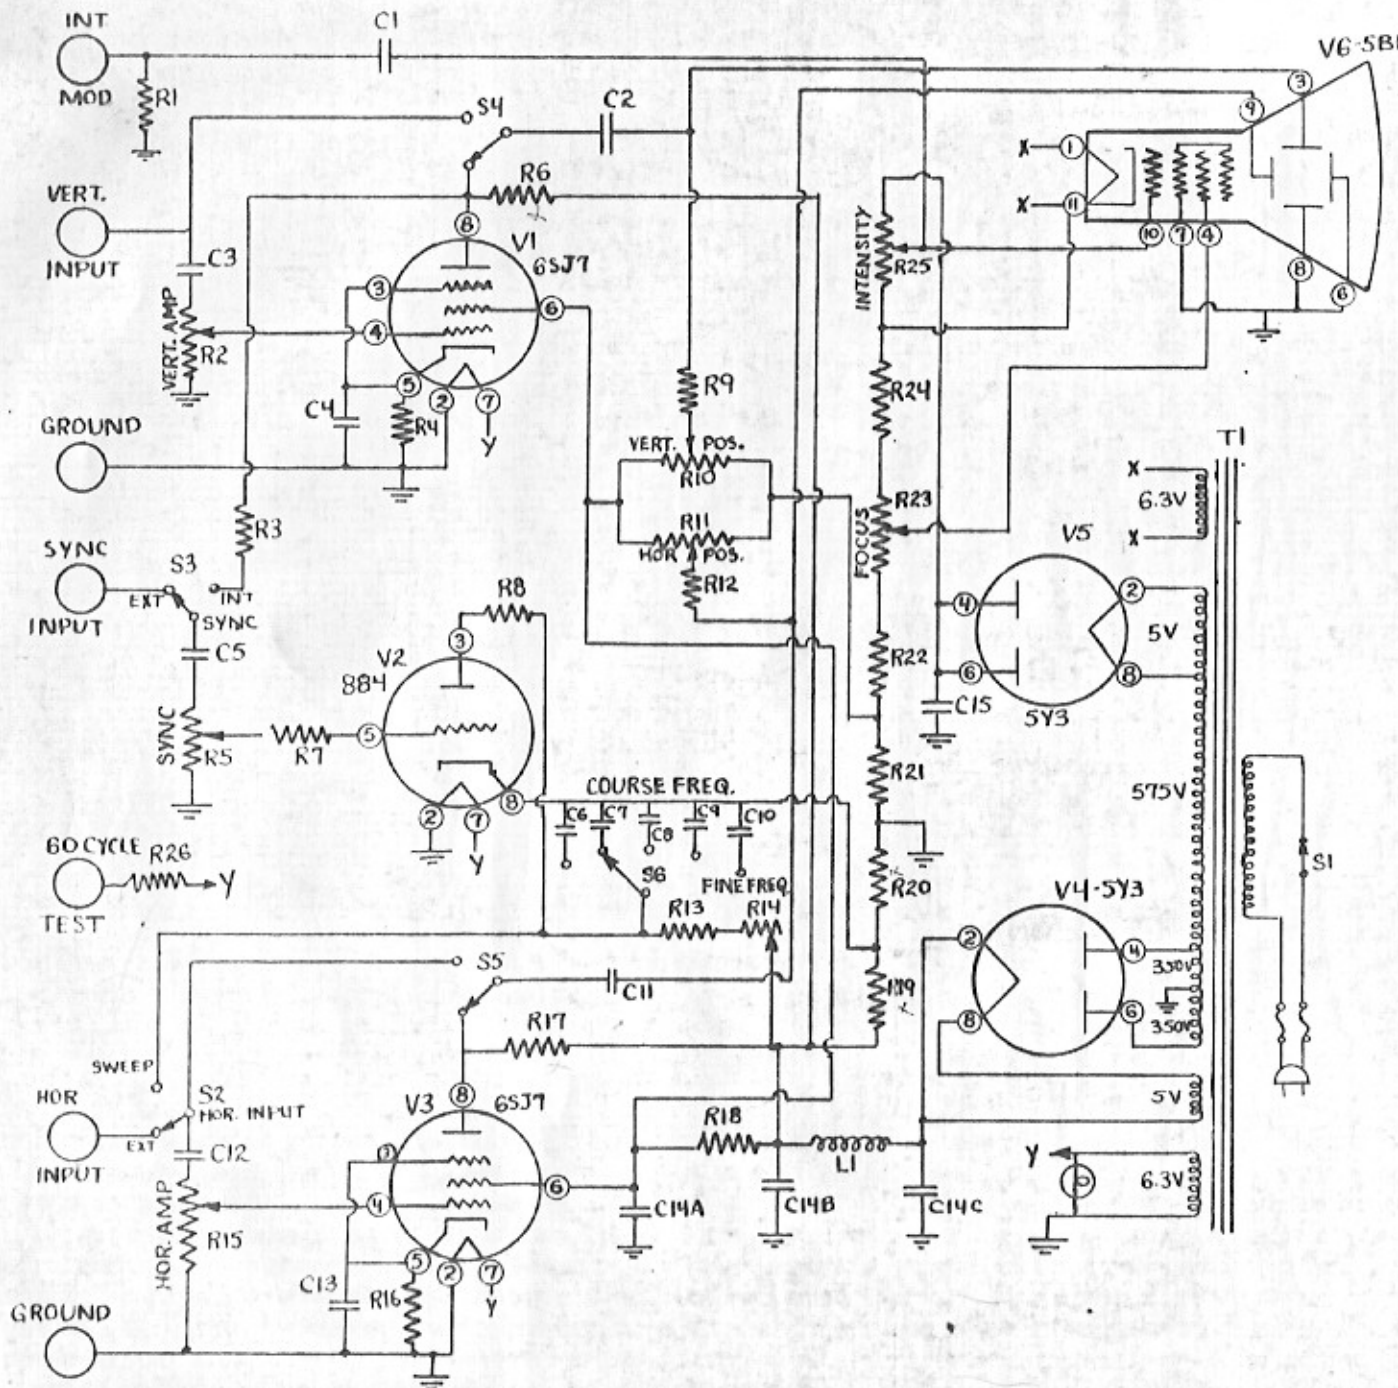 INT
MOD
R1
C1
S4
C2
V6-5B
3
9
X
1
X
11
10
7
4
8
6
VERT.
INPUT
C3
VERT. AMP
R2
R6
8
V1
6SJ7
3
4
6
5
2
7
C4
R4
Y
GROUND
INTENSITY
R25
R24
R9
VERT. POS.
R10
R11
HOR POS.
R12
R23
FOCUS
R22
R21
R20
R19
T1
X
6.3V
X
V5
4
6
2
8
5V
5Y3
C15
575V
S1
SYNC
INPUT
S3
EXT
INT
SYNC
R3
C5
SYNC
R5
R7
V2
884
R8
3
5
2
7
8
Y
COURSE FREQ.
C6
C7
C8
C9
C10
S6
FINE FREQ.
R13
R14
60 CYCLE
TEST
R26
Y
V4-5Y3
2
8
4
6
350V
350V
5V
Y
6.3V
S5
C11
R17
SWEEP
HOR
INPUT
S2
HOR. INPUT
EXT
C12
HOR. AMP
R15
V3
6SJ7
8
3
4
6
5
2
7
Y
C13
R16
R18
L1
C14A
C14B
C14C
GROUND